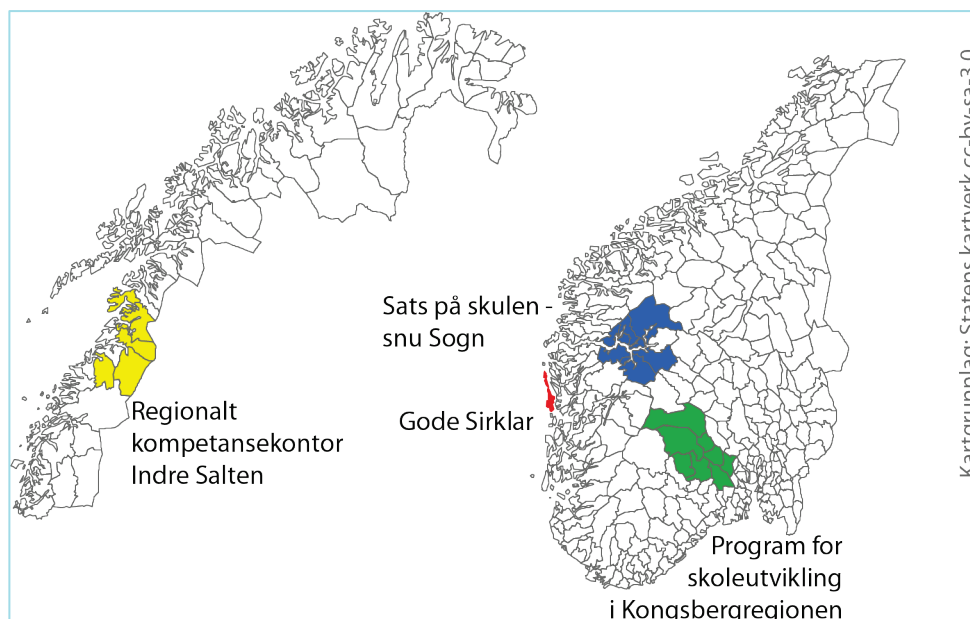 Sats på skulen -
snu Sogn
Gode Sirklar
Regionalt
kompetansekontor
Indre Salten
Program for
skoleutvikling
i Kongsbergregionen
Kartgrunnlag: Statens kartverk cc-by-sa-3.0